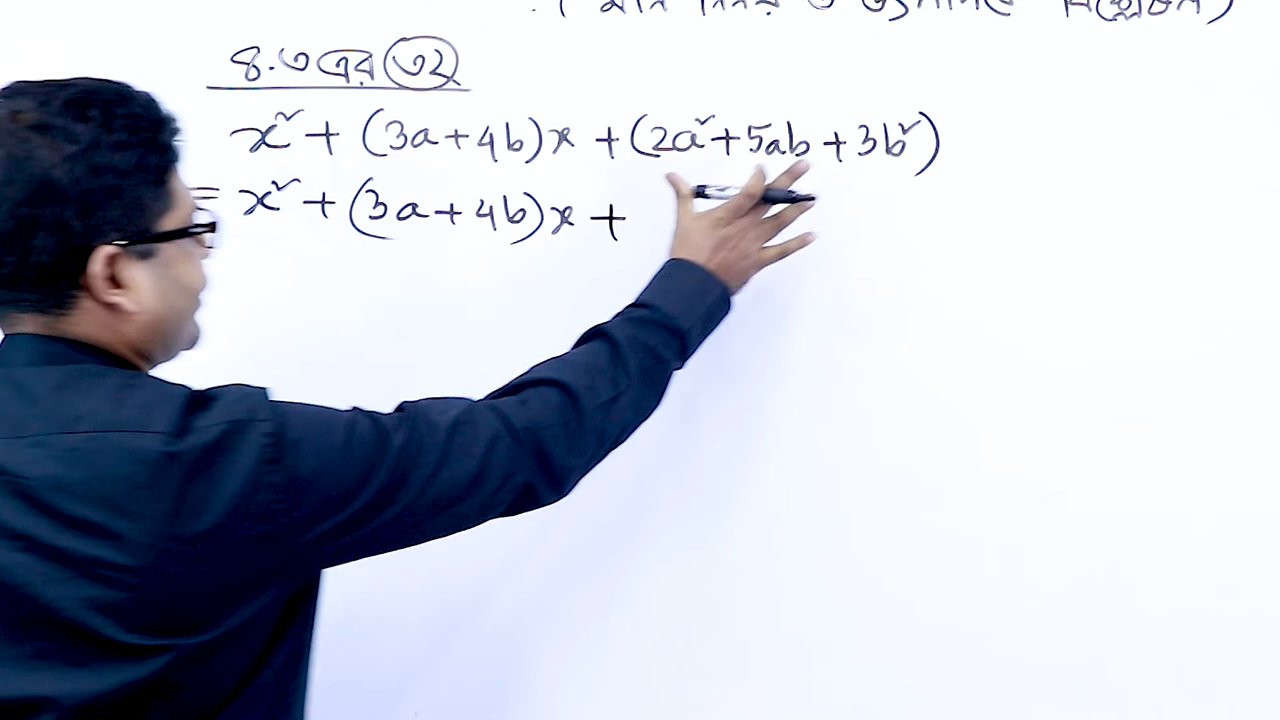 ৪.৩ এর ৩২
x² + (3a+4b)x + (2a²+5ab+3b²)
= x² + (3a+4b)x +